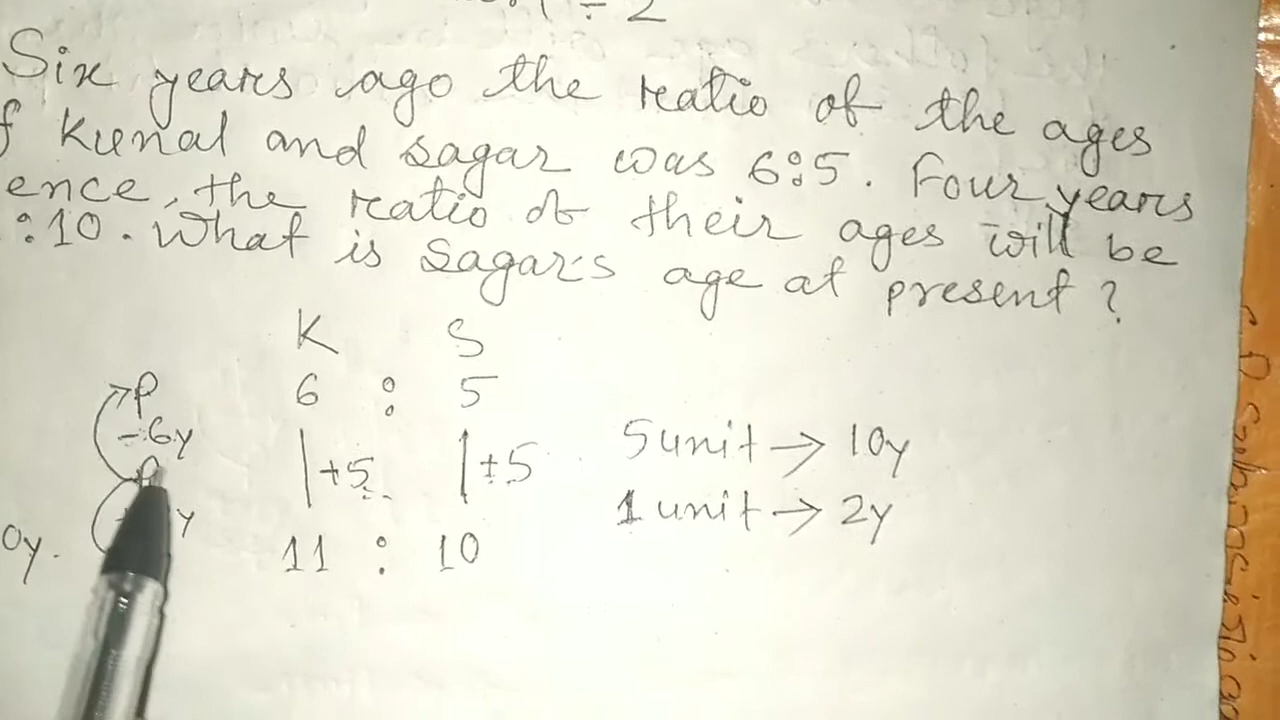 ÷ 2
Six years ago the ratio of the ages
f Kunal and Sagar was 6:5. Four years
ence, the ratio of their ages will be
:10. What is Sagar's age at present?
K S
P 6 : 5
-6y
P +5 ±5 5 unit → 10y
y 1 unit → 2y
0y. 11 : 10